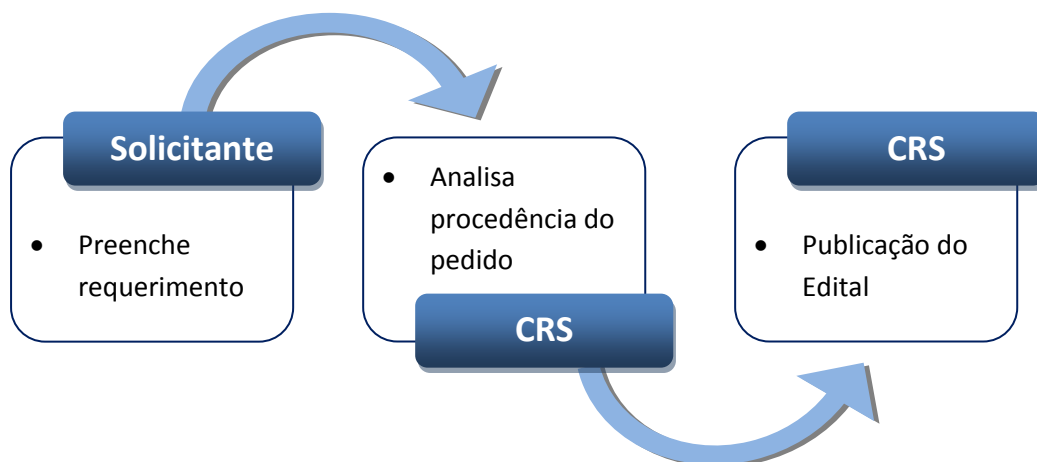 Solicitante
• Preenche
requerimento
• Analisa
procedência do
pedido
CRS
CRS
• Publicação do
Edital